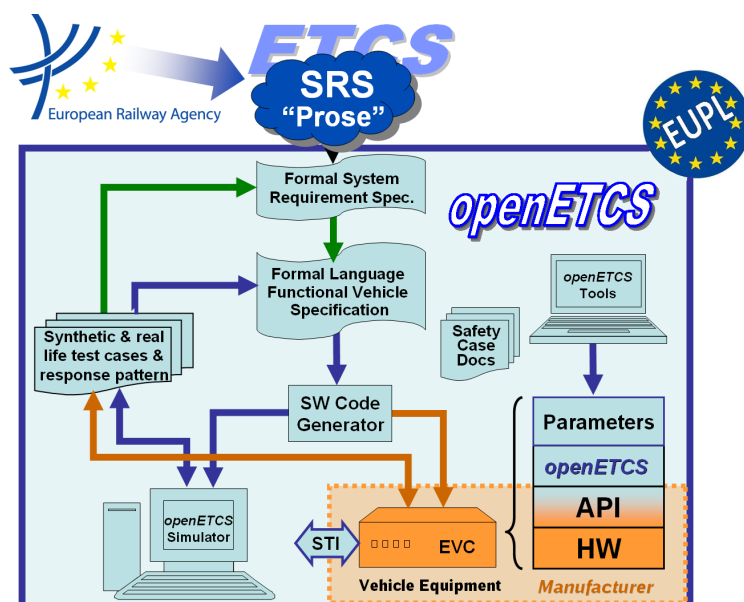 ETCS
European Railway Agency
SRS
“Prose”
EUPL
Formal System
Requirement Spec.
openETCS
Formal Language
Functional Vehicle
Specification
openETCS
Tools
Synthetic & real
life test cases &
response pattern
Safety
Case
Docs
SW Code
Generator
Parameters
openETCS
API
HW
openETCS
Simulator
STI
EVC
Vehicle Equipment
Manufacturer